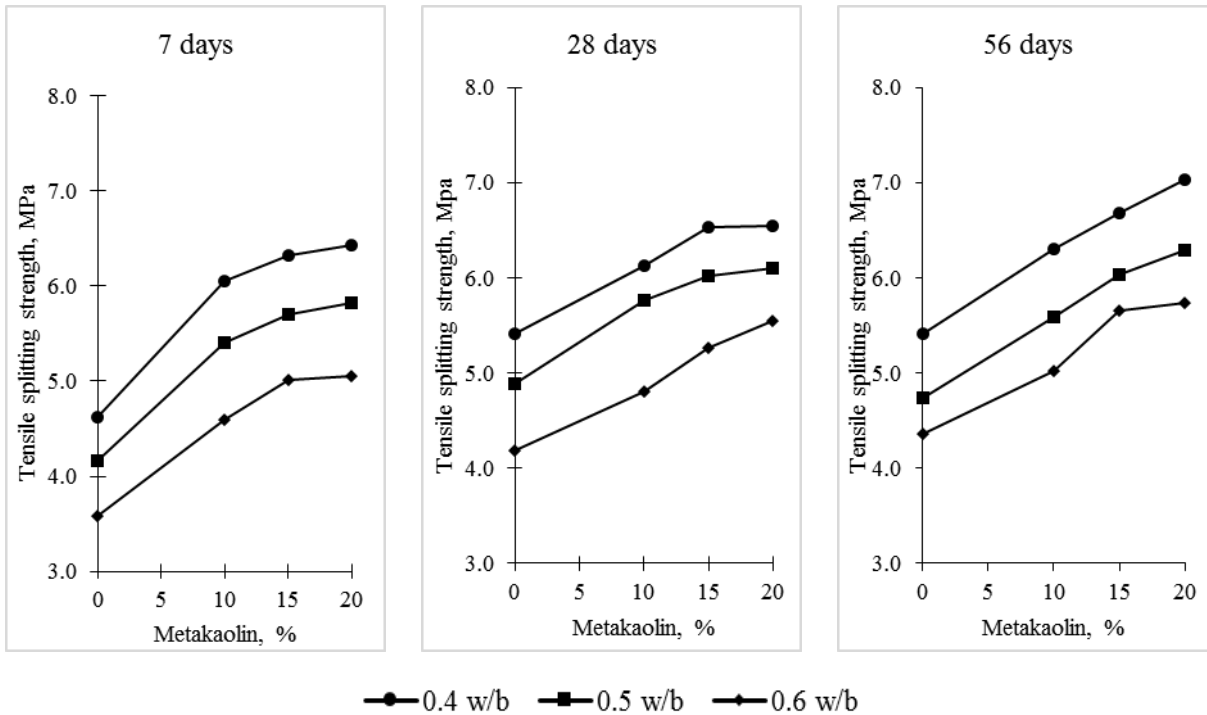 7 days
Tensile splitting strength, MPa
8.0
7.0
6.0
5.0
4.0
3.0
0 5 10 15 20
Metakaolin, %
28 days
Tensile splitting strength, Mpa
8.0
7.0
6.0
5.0
4.0
3.0
0 5 10 15 20
Metakaolin, %
56 days
Tensile splitting strength, Mpa
8.0
7.0
6.0
5.0
4.0
3.0
0 5 10 15 20
Metakaolin, %
0.4 w/b 0.5 w/b 0.6 w/b